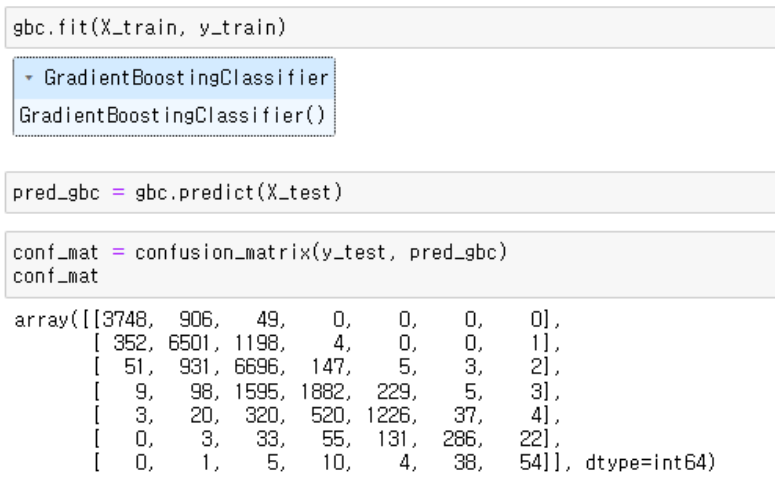 gbc.fit(X_train, y_train)
GradientBoostingClassifier
GradientBoostingClassifier()
pred_gbc = gbc.predict(X_test)
conf_mat = confusion_matrix(y_test, pred_gbc)
conf_mat
array([[3748, 906, 49, 0, 0, 0, 0],
[ 352, 6501, 1198, 4, 0, 0, 1],
[ 51, 931, 6696, 147, 5, 3, 2],
[ 9, 98, 1595, 1882, 229, 5, 3],
[ 3, 20, 320, 520, 1226, 37, 4],
[ 0, 3, 33, 55, 131, 286, 22],
[ 0, 1, 5, 10, 4, 38, 54]], dtype=int64)